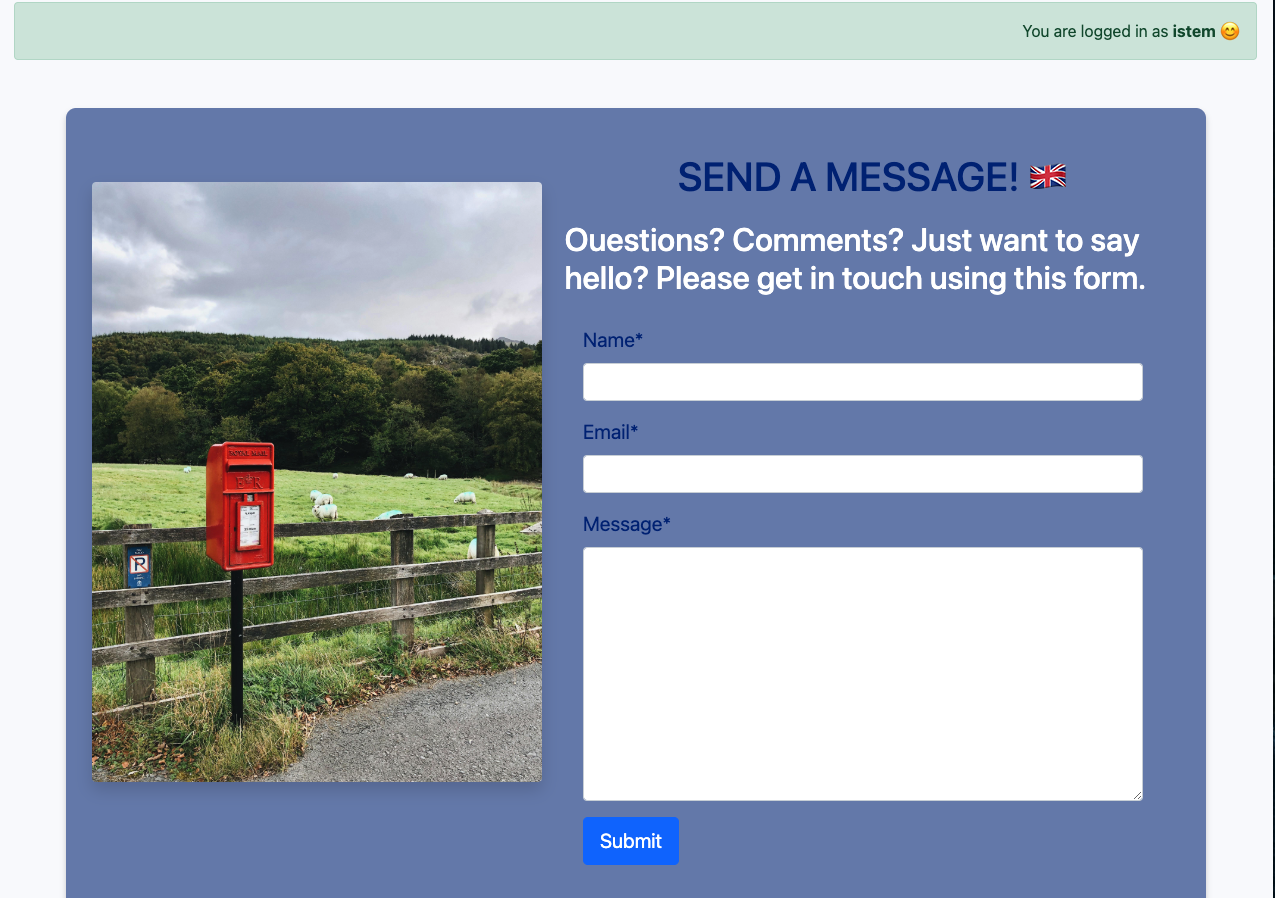 You are logged in as istem 😊
SEND A MESSAGE! 🇬🇧
Ouestions? Comments? Just want to say
hello? Please get in touch using this form.
Name*
Email*
Message*
ROYAL MAIL
E R
R
Submit